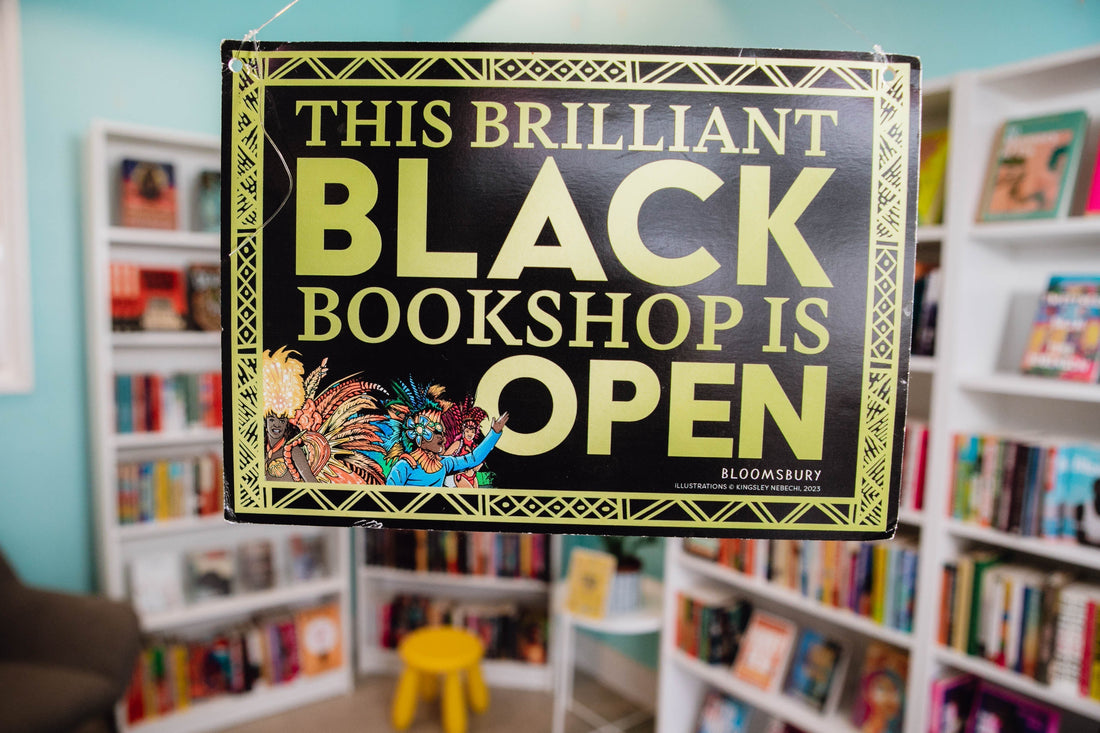 THIS BRILLIANT
BLACK
BOOKSHOP IS
OPEN
BLOOMSBURY
ILLUSTRATIONS © KINGSLEY NEBECHI, 2023